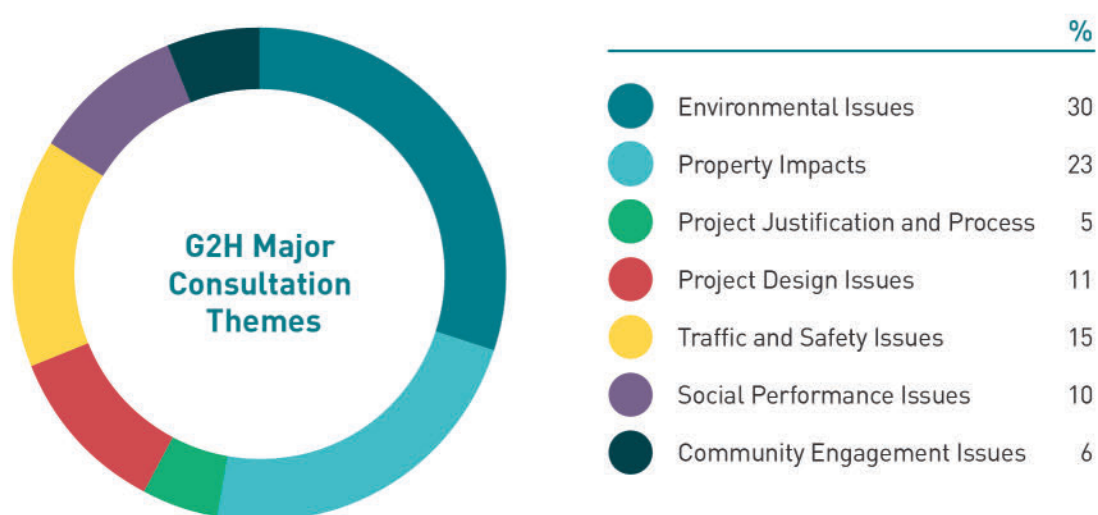 G2H Major
Consultation
Themes
%
Environmental Issues 30
Property Impacts 23
Project Justification and Process 5
Project Design Issues 11
Traffic and Safety Issues 15
Social Performance Issues 10
Community Engagement Issues 6